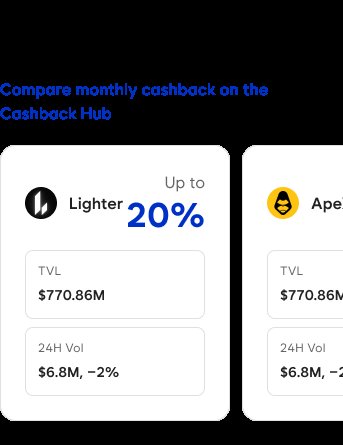 Compare monthly cashback on the
Cashback Hub
Up to
Lighter 20%
TVL
$770.86M
24H Vol
$6.8M, −2%
Ape
TVL
$770.86M
24H Vol
$6.8M, −2